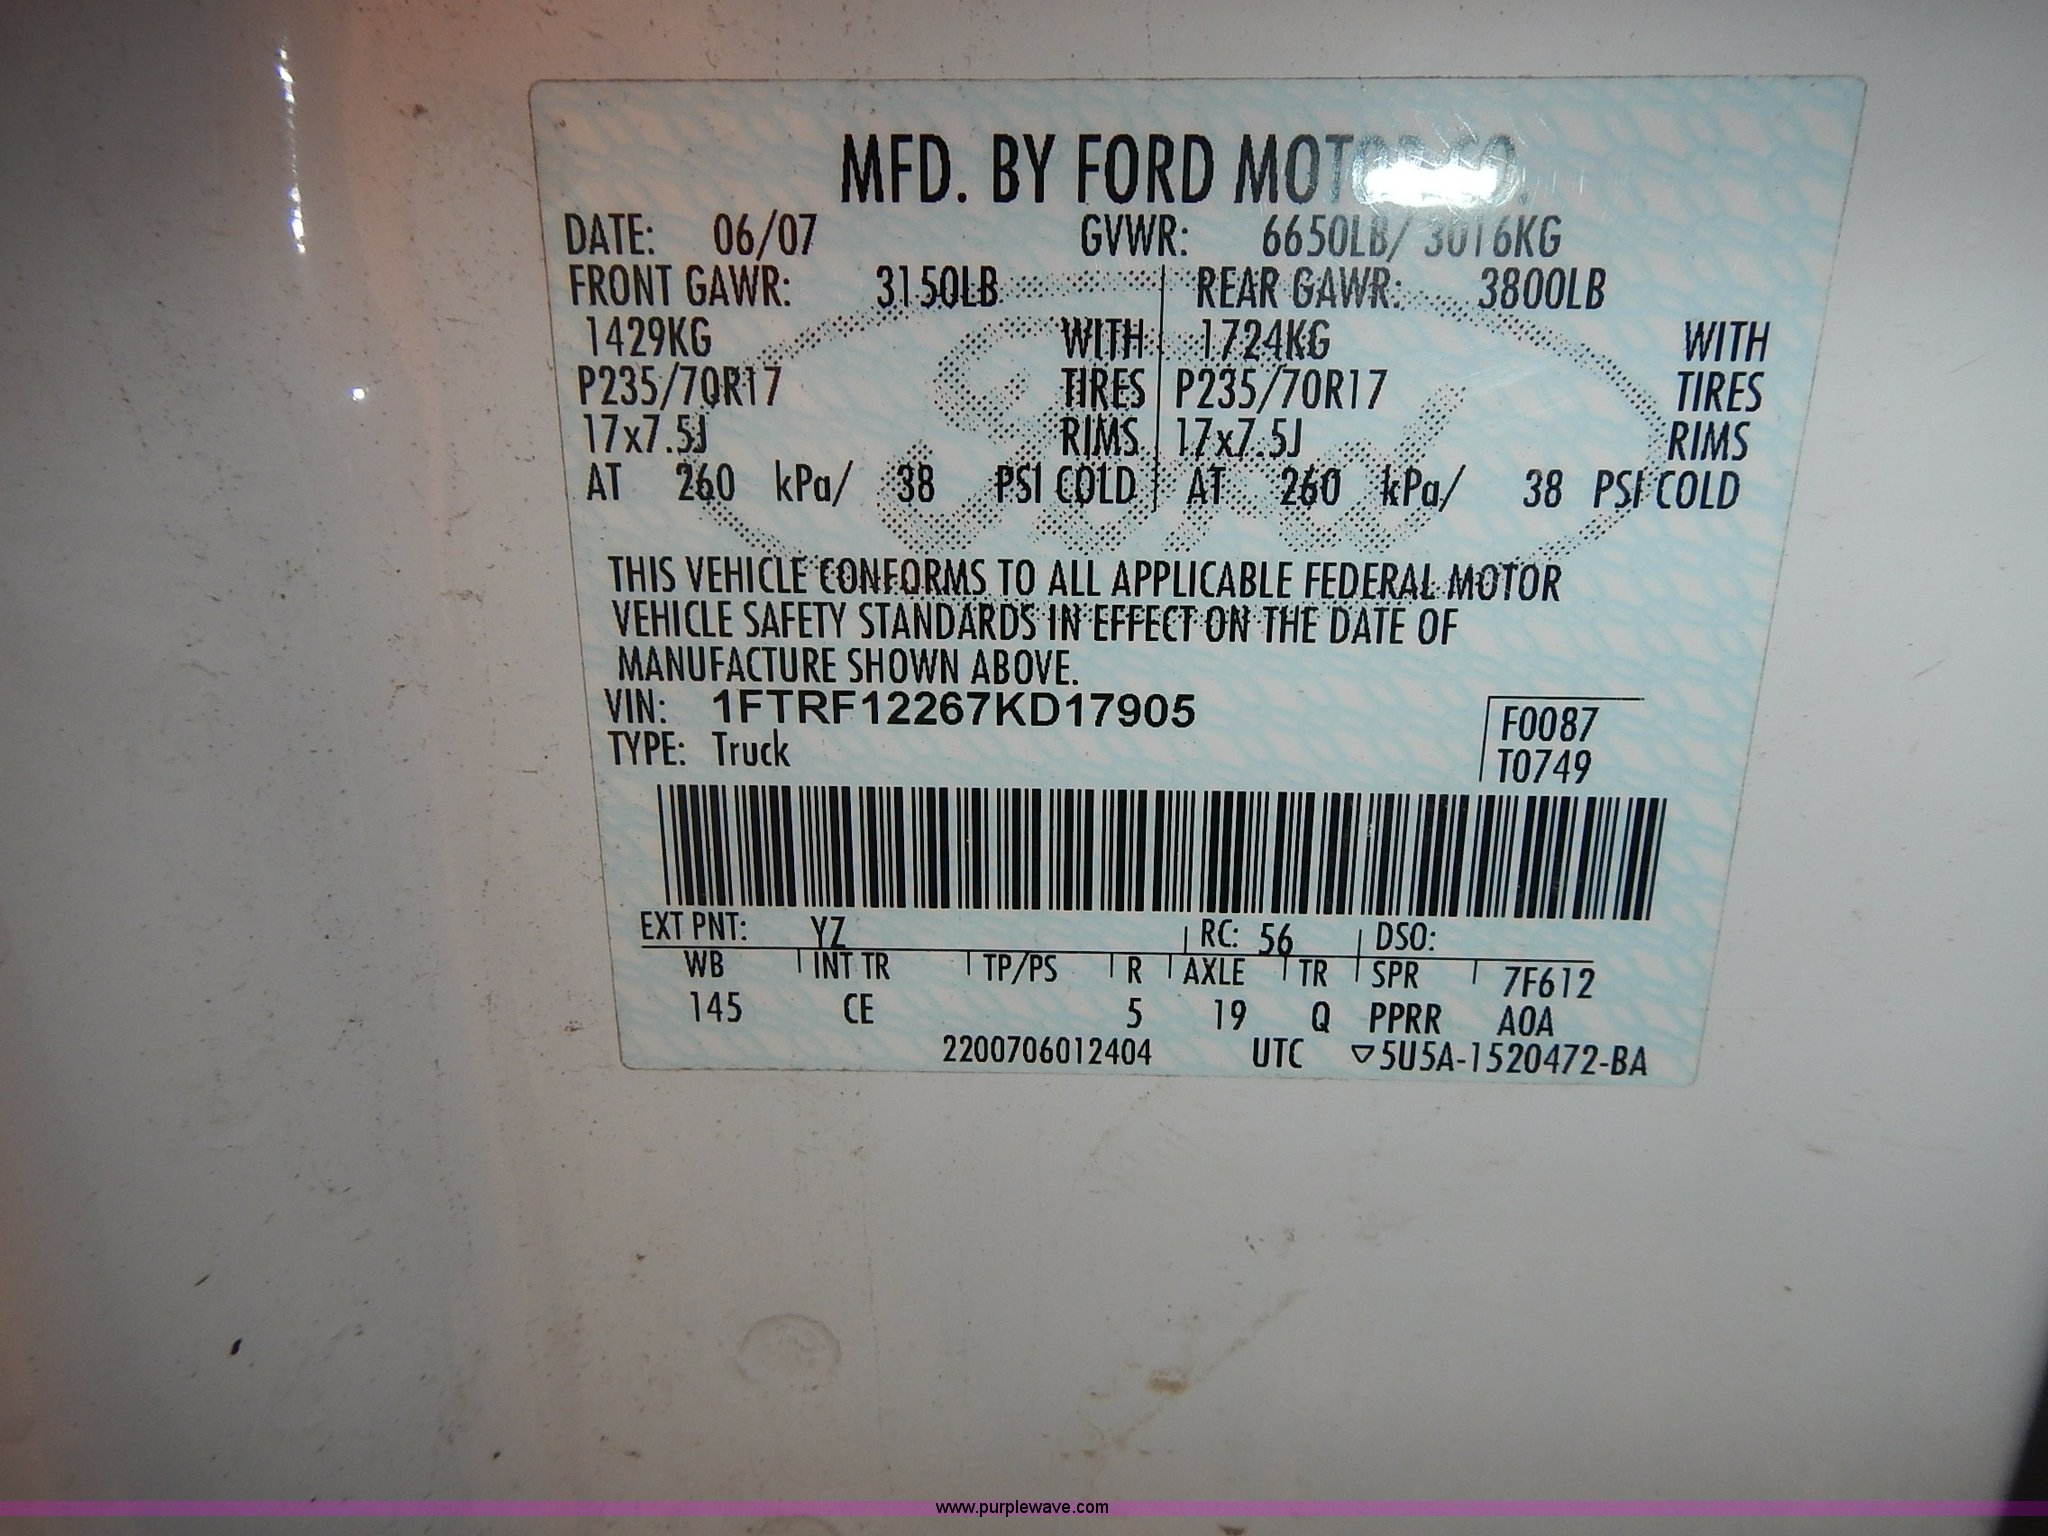 MFD. BY FORD MOTOR CO.
DATE: 06/07 GVWR: 6650LB/ 3016KG
FRONT GAWR: 3150LB REAR GAWR: 3800LB
1429KG WITH 1724KG WITH
P235/70R17 TIRES P235/70R17 TIRES
17x7.5J RIMS 17x7.5J RIMS
AT 260 kPa/ 38 PSI COLD AT 260 kPa/ 38 PSI COLD
THIS VEHICLE CONFORMS TO ALL APPLICABLE FEDERAL MOTOR
VEHICLE SAFETY STANDARDS IN EFFECT ON THE DATE OF
MANUFACTURE SHOWN ABOVE.
VIN: 1FTRF12267KD17905
F0087
TYPE: Truck
T0749
EXT PNT: YZ RC: 56 DSO:
WB INT TR TP/PS R AXLE TR SPR 7F612
145 CE 5 19 Q PPRR A0A
2200706012404 UTC ▽5U5A-1520472-BA
Ford
www.purplewave.com